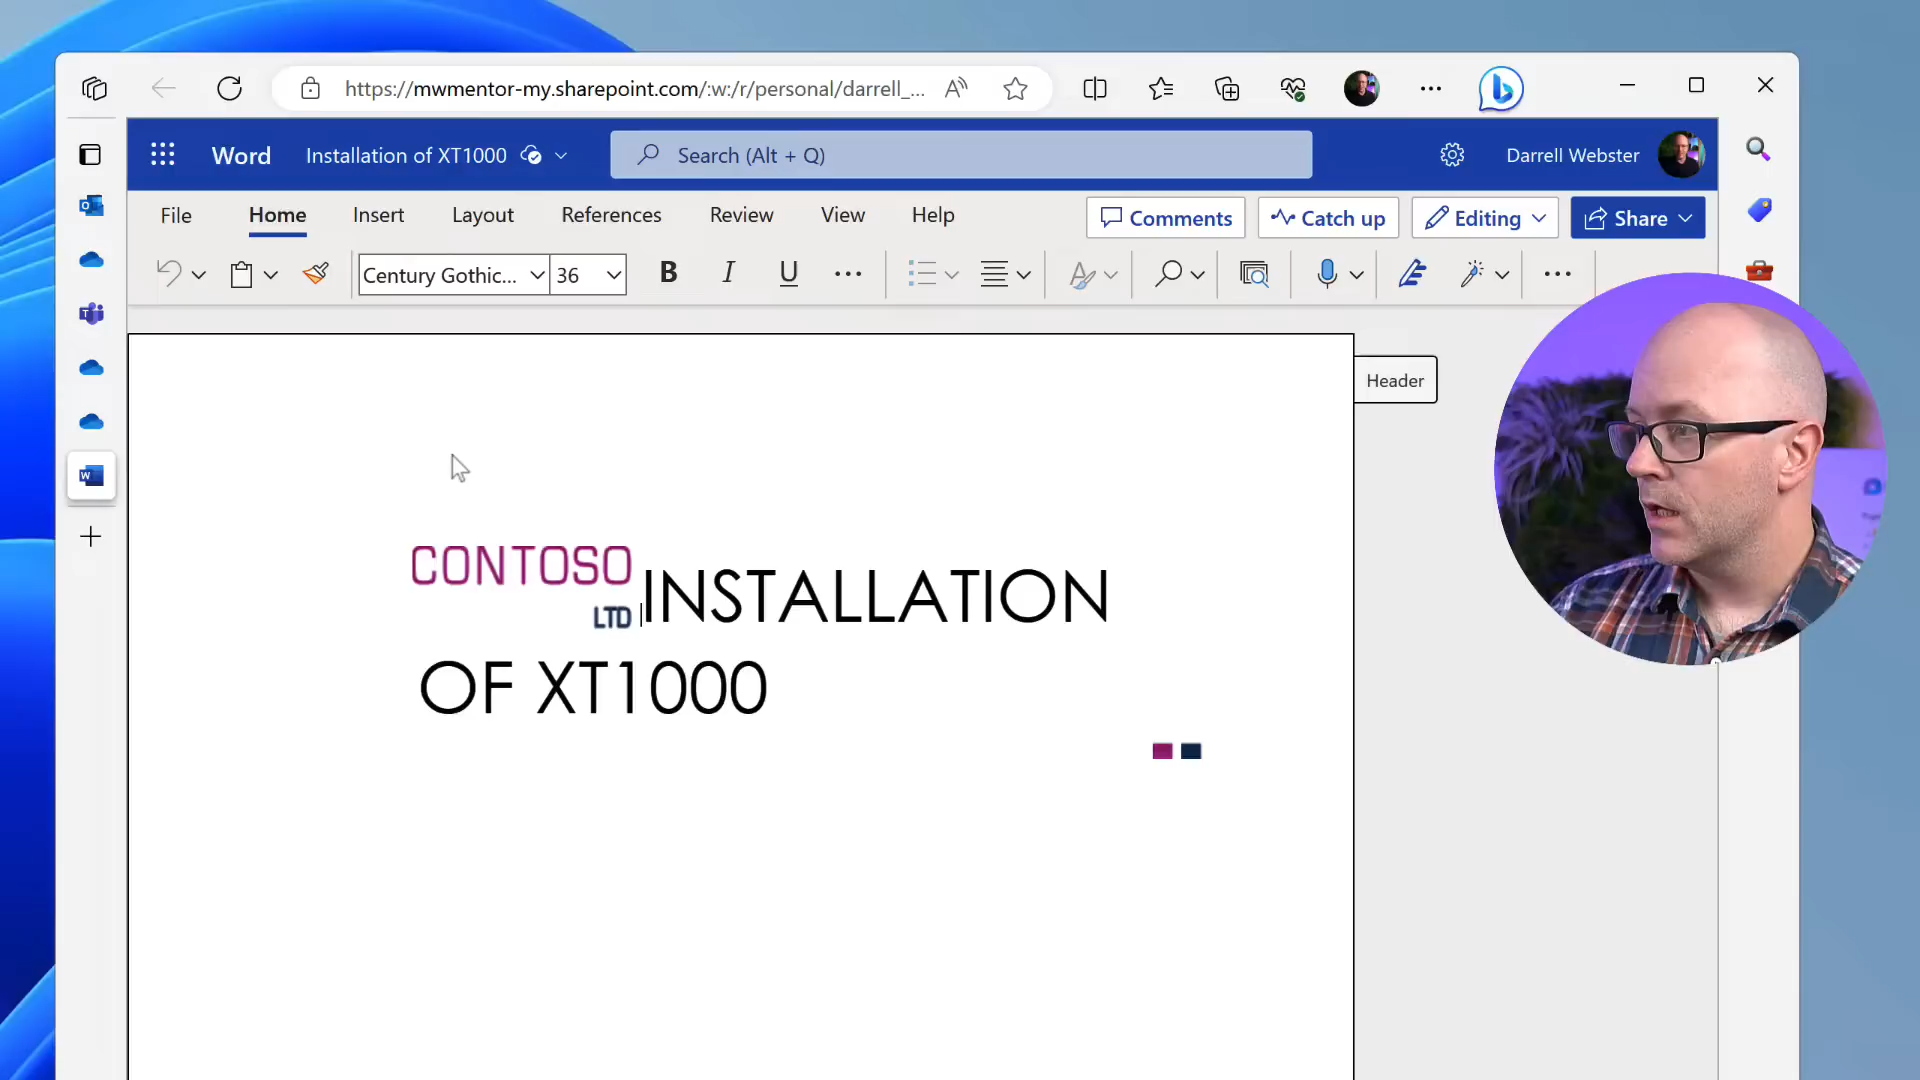 https://mwmentor-my.sharepoint.com/:w:/r/personal/darrell_...
Word
Installation of XT1000
Search (Alt + Q)
Darrell Webster
File
Home
Insert
Layout
References
Review
View
Help
Comments
Catch up
Editing
Share
Century Gothic...
36
B
I
U
Header
CONTOSO
LTD
INSTALLATION
OF XT1000